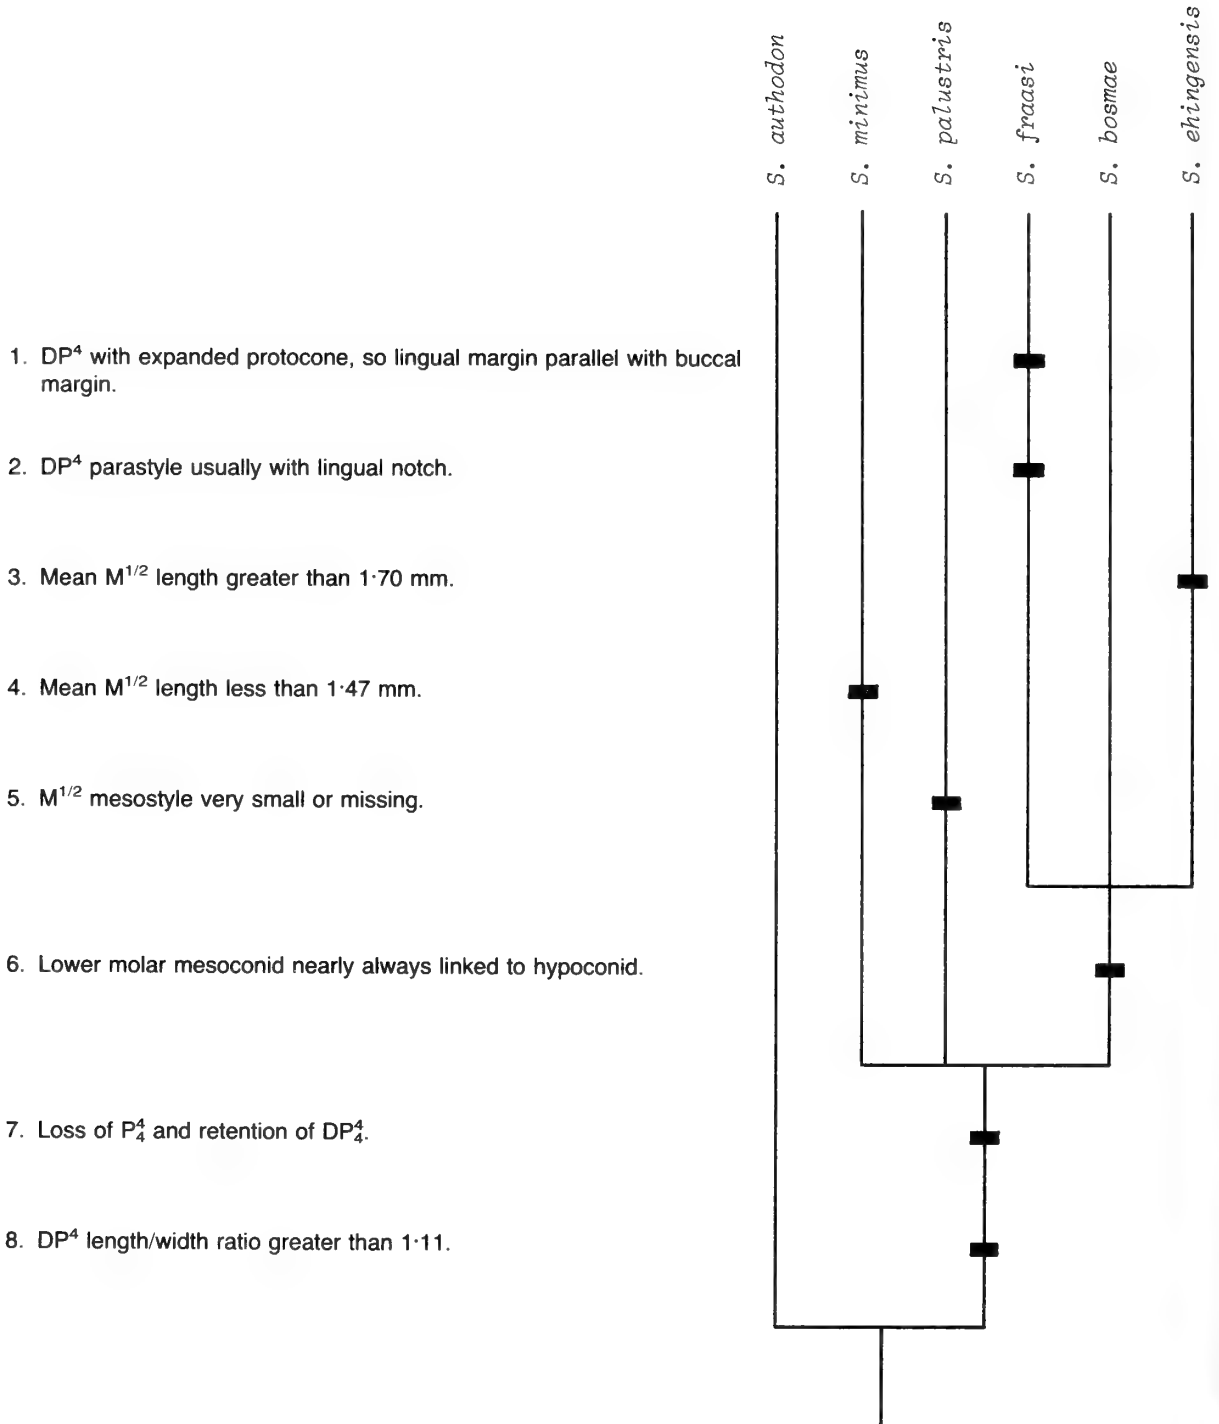 S. authodon
S. minimus
S. palustris
S. fraasi
S. bosmae
S. ehingensis
1. DP⁴ with expanded protocone, so lingual margin parallel with buccal
margin.
2. DP⁴ parastyle usually with lingual notch.
3. Mean M¹/² length greater than 1·70 mm.
4. Mean M¹/² length less than 1·47 mm.
5. M¹/² mesostyle very small or missing.
6. Lower molar mesoconid nearly always linked to hypoconid.
7. Loss of P⁴₄ and retention of DP⁴₄.
8. DP⁴ length/width ratio greater than 1·11.